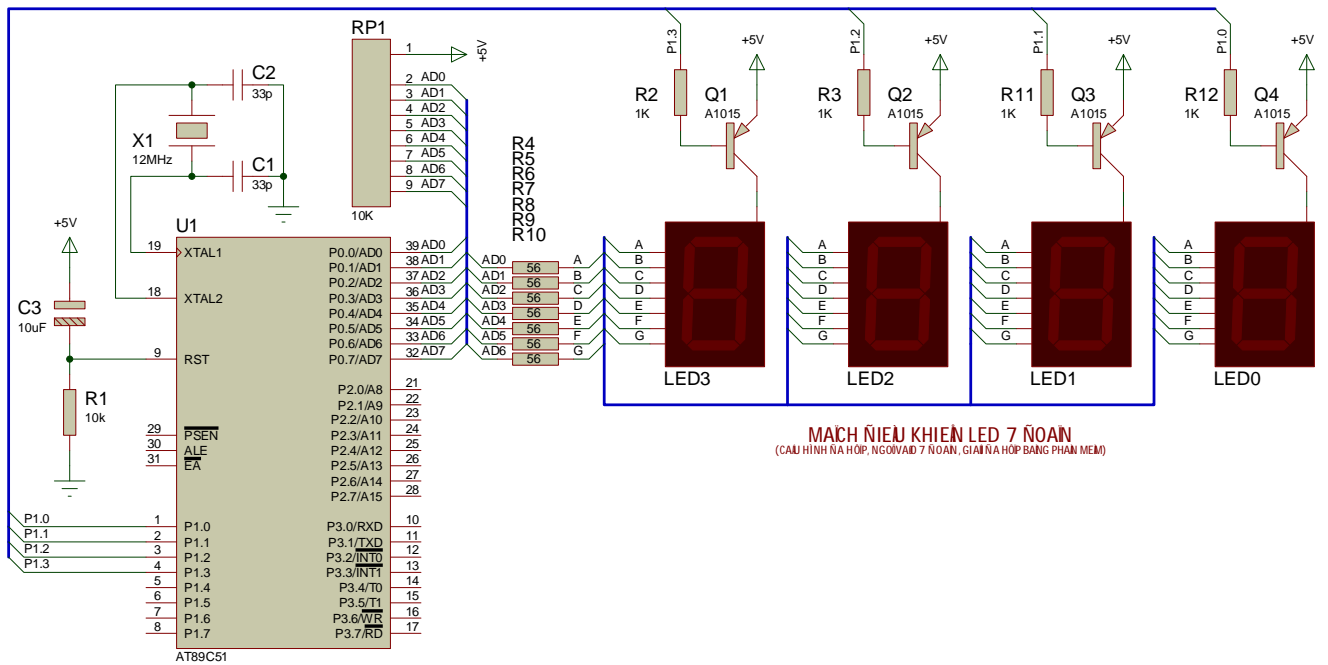 RP1
1
+5V
2 AD0
3 AD1
4 AD2
5 AD3
6 AD4
7 AD5
8 AD6
9 AD7
10K
C2
33p
X1
12MHz
C1
33p
+5V
C3
10uF
R1
10k
U1
19 XTAL1
18 XTAL2
9 RST
29 PSEN
30 ALE
31 EA
P1.0 1 P1.0
P1.1 2 P1.1
P1.2 3 P1.2
P1.3 4 P1.3
5 P1.4
6 P1.5
7 P1.6
8 P1.7
P0.0/AD0 39 AD0
P0.1/AD1 38 AD1
P0.2/AD2 37 AD2
P0.3/AD3 36 AD3
P0.4/AD4 35 AD4
P0.5/AD5 34 AD5
P0.6/AD6 33 AD6
P0.7/AD7 32 AD7
P2.0/A8 21
P2.1/A9 22
P2.2/A10 23
P2.3/A11 24
P2.4/A12 25
P2.5/A13 26
P2.6/A14 27
P2.7/A15 28
P3.0/RXD 10
P3.1/TXD 11
P3.2/INT0 12
P3.3/INT1 13
P3.4/T0 14
P3.5/T1 15
P3.6/WR 16
P3.7/RD 17
AT89C51
R4
R5
R6
R7
R8
R9
R10
AD0 56 A
AD1 56 B
AD2 56 C
AD3 56 D
AD4 56 E
AD5 56 F
AD6 56 G
P1.3
R2
1K
Q1
A1015
+5V
A
B
C
D
E
F
G
LED3
P1.2
R3
1K
Q2
A1015
+5V
A
B
C
D
E
F
G
LED2
P1.1
R11
1K
Q3
A1015
+5V
A
B
C
D
E
F
G
LED1
P1.0
R12
1K
Q4
A1015
+5V
A
B
C
D
E
F
G
LED0
KHIEÅN LED 7 ÑOAÏN